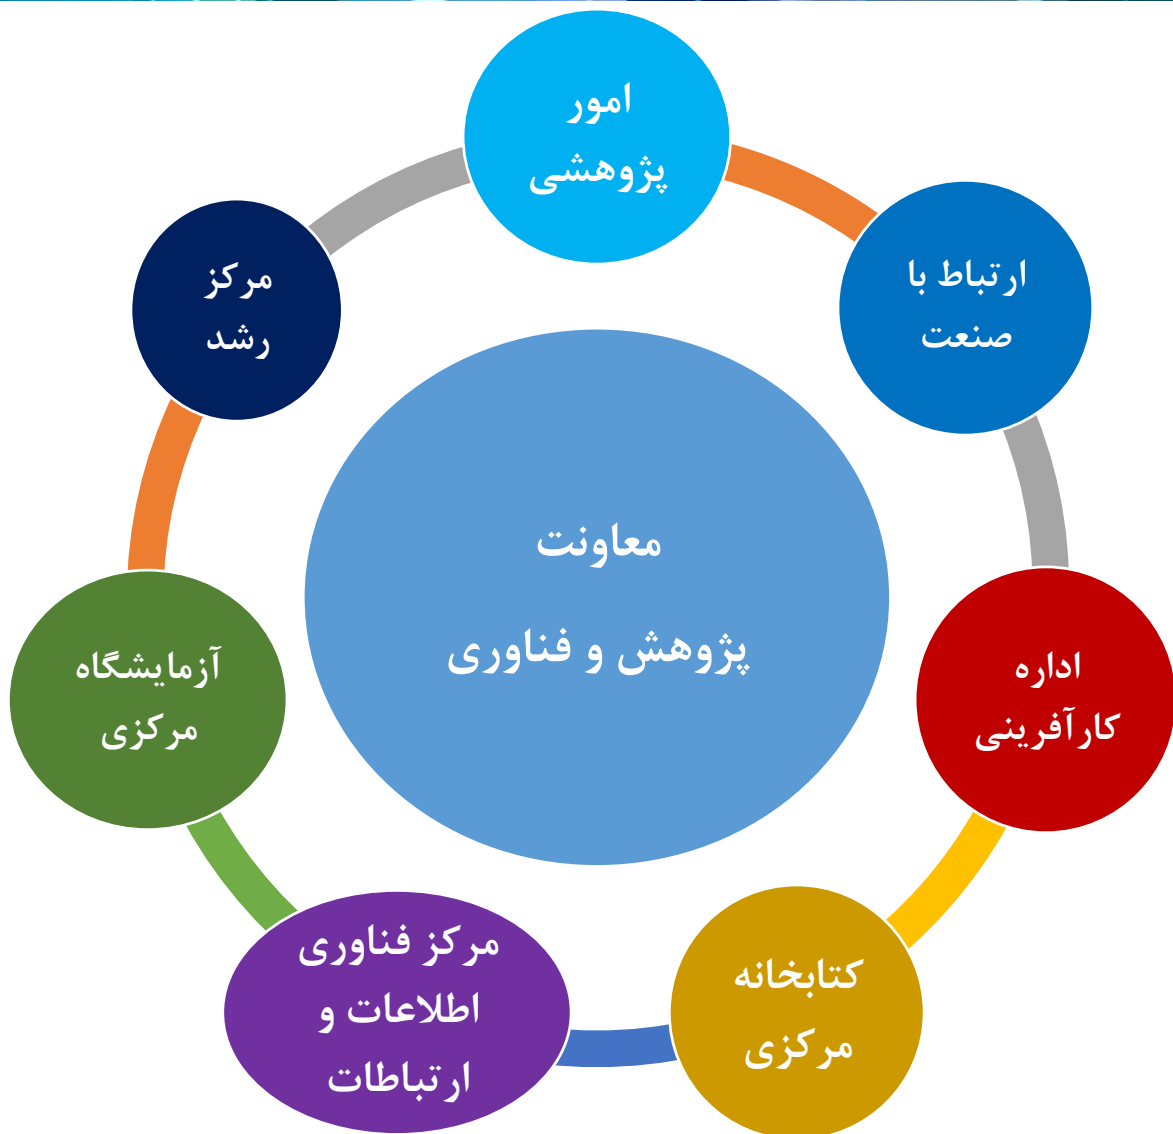 امور
پژوهشی
ارتباط با
صنعت
اداره
کارآفرینی
کتابخانه
مرکزی
مرکز فناوری
اطلاعات و
ارتباطات
آزمایشگاه
مرکزی
مرکز
رشد
معاونت
پژوهش و فناوری